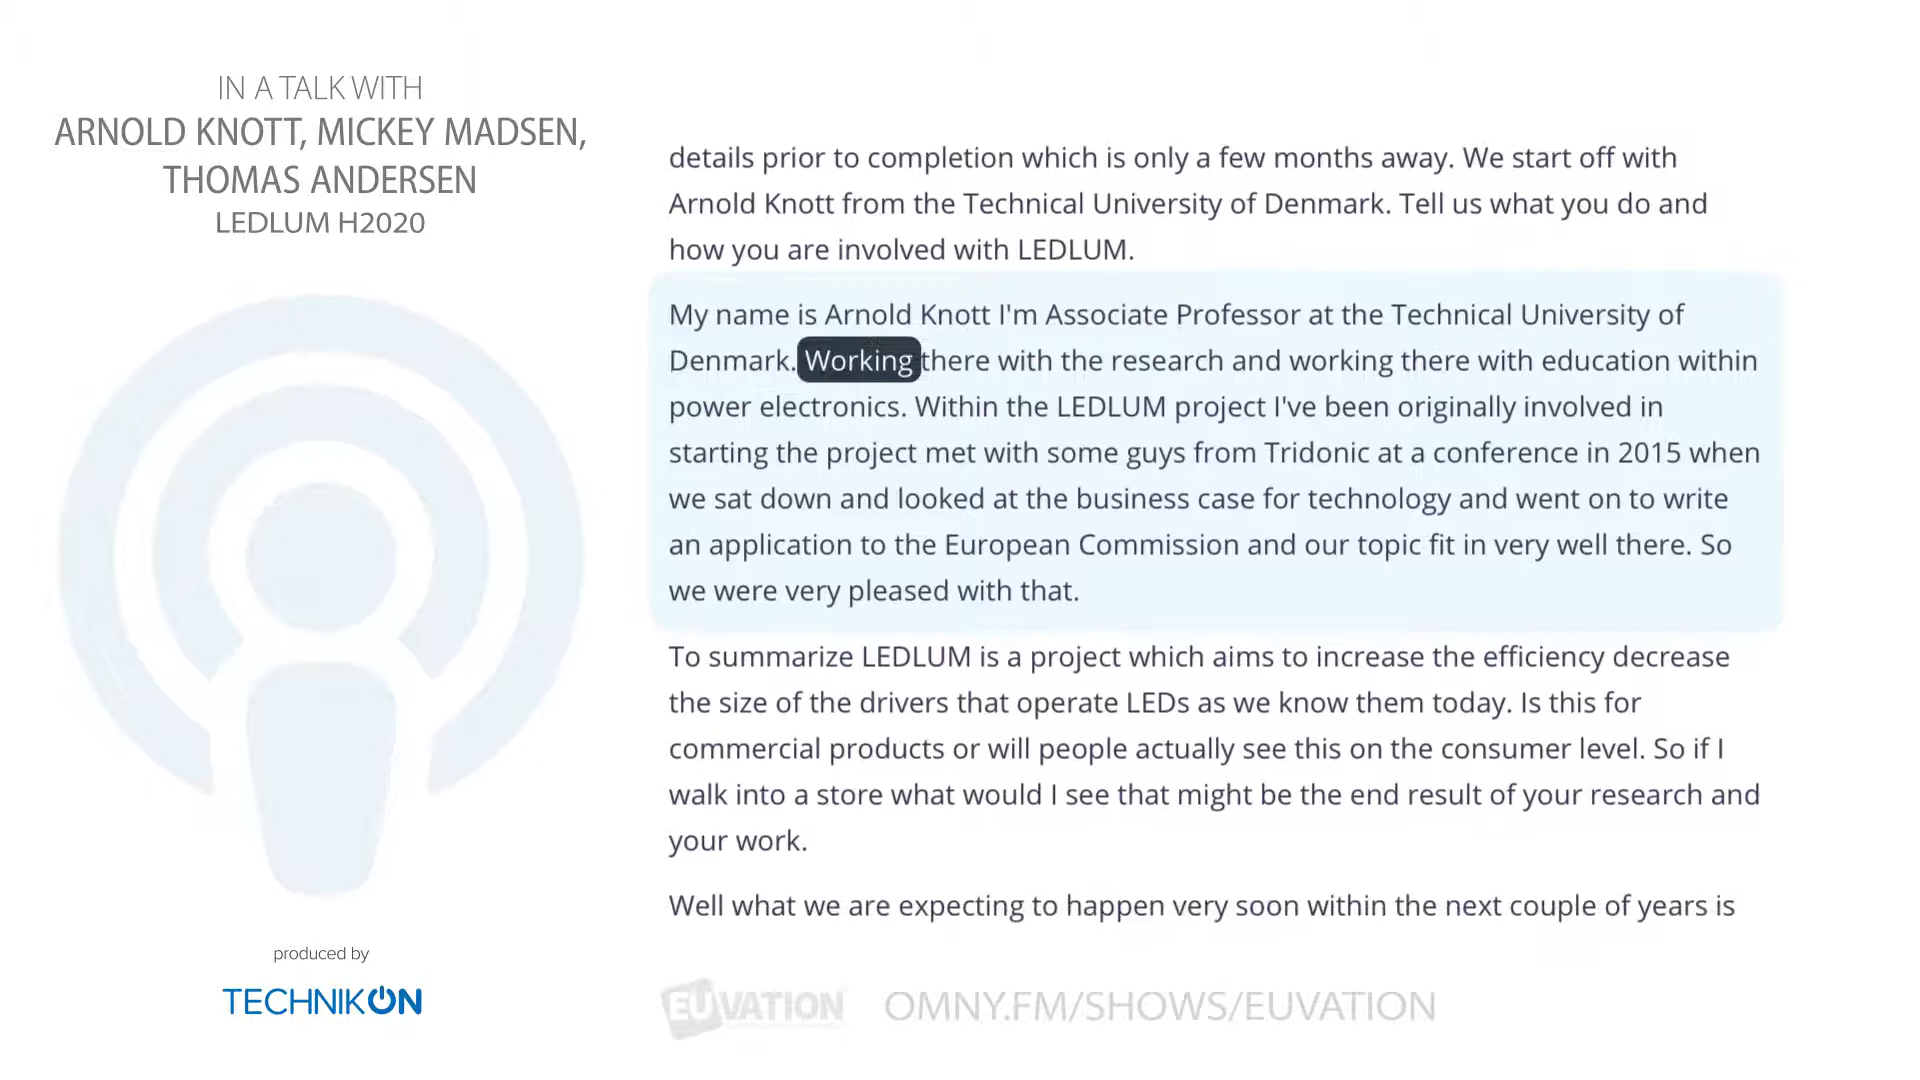 IN A TALK WITH
ARNOLD KNOTT, MICKEY MADSEN,
THOMAS ANDERSEN
LEDLUM H2020
details prior to completion which is only a few months away. We start off with
Arnold Knott from the Technical University of Denmark. Tell us what you do and
how you are involved with LEDLUM.
My name is Arnold Knott I'm Associate Professor at the Technical University of
Denmark. Working there with the research and working there with education within
power electronics. Within the LEDLUM project I've been originally involved in
starting the project met with some guys from Tridonic at a conference in 2015 when
we sat down and looked at the business case for technology and went on to write
an application to the European Commission and our topic fit in very well there. So
we were very pleased with that.
To summarize LEDLUM is a project which aims to increase the efficiency decrease
the size of the drivers that operate LEDs as we know them today. Is this for
commercial products or will people actually see this on the consumer level. So if I
walk into a store what would I see that might be the end result of your research and
your work.
Well what we are expecting to happen very soon within the next couple of years is
produced by
TECHNIKON
EUVATION OMNY.FM/SHOWS/EUVATION